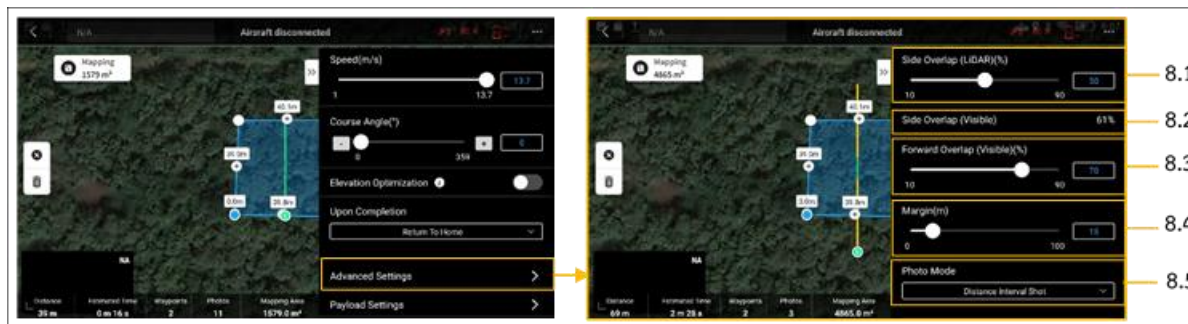 N/A
Aircraft disconnected
Mapping
1579 m²
Speed(m/s)
13.7
1
13.7
Course Angle(°)
0
0
359
Elevation Optimization
Upon Completion
Return To Home
Advanced Settings
Payload Settings
40.1m
39.0m
0.0m
39.8m
NA
Distance
Estimated Time
Waypoints
Photos
Mapping Area
39 m
0 m 16 s
2
11
1579.0 m²
N/A
Aircraft disconnected
Mapping
4865 m²
Side Overlap (LiDAR)(%)
50
10
90
Side Overlap (Visible)
61%
Forward Overlap (Visible)(%)
70
10
90
Margin(m)
0
100
Photo Mode
Distance Interval Shot
40.1m
39.0m
39.8m
NA
Distance
Estimated Time
Waypoints
Photos
Mapping Area
69 m
2 m 28 s
2
3
4865.0 m²
8.1
8.2
8.3
8.4
8.5